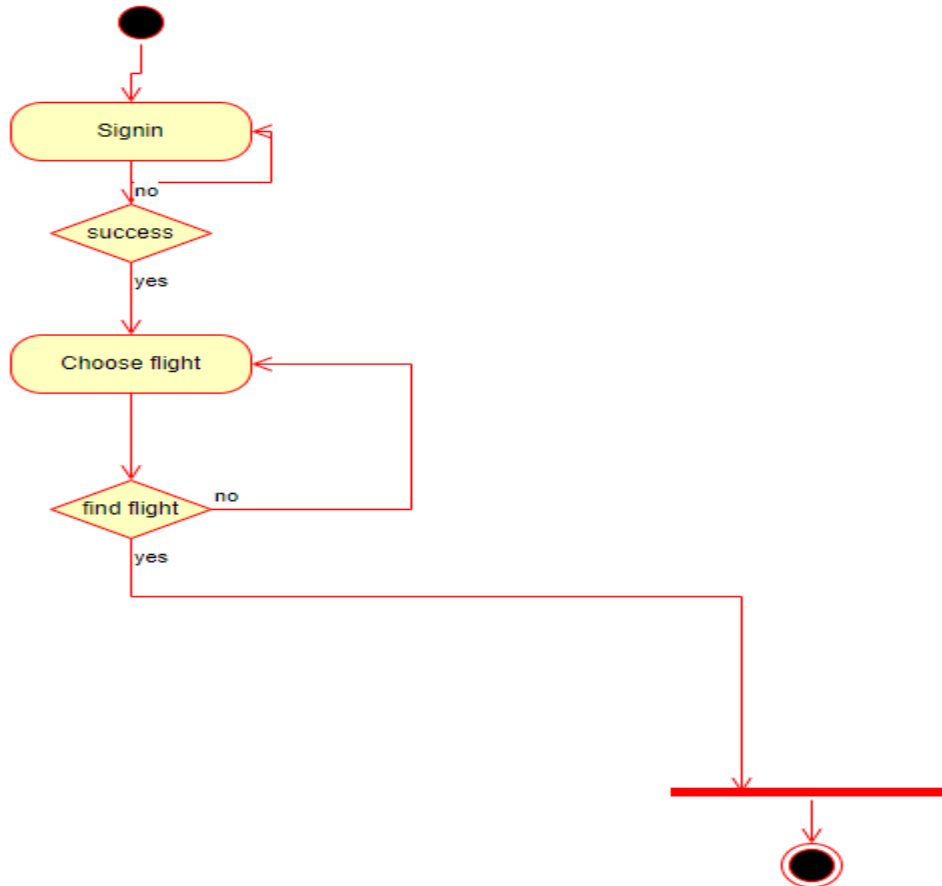 Signin
no
success
yes
Choose flight
no
find flight
yes